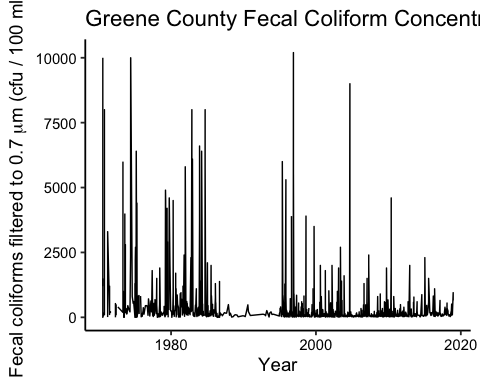 Greene County Fecal Coliform Concentr
Fecal coliforms filtered to 0.7 μm (cfu / 100 ml
10000
7500
5000
2500
0
1980
2000
2020
Year